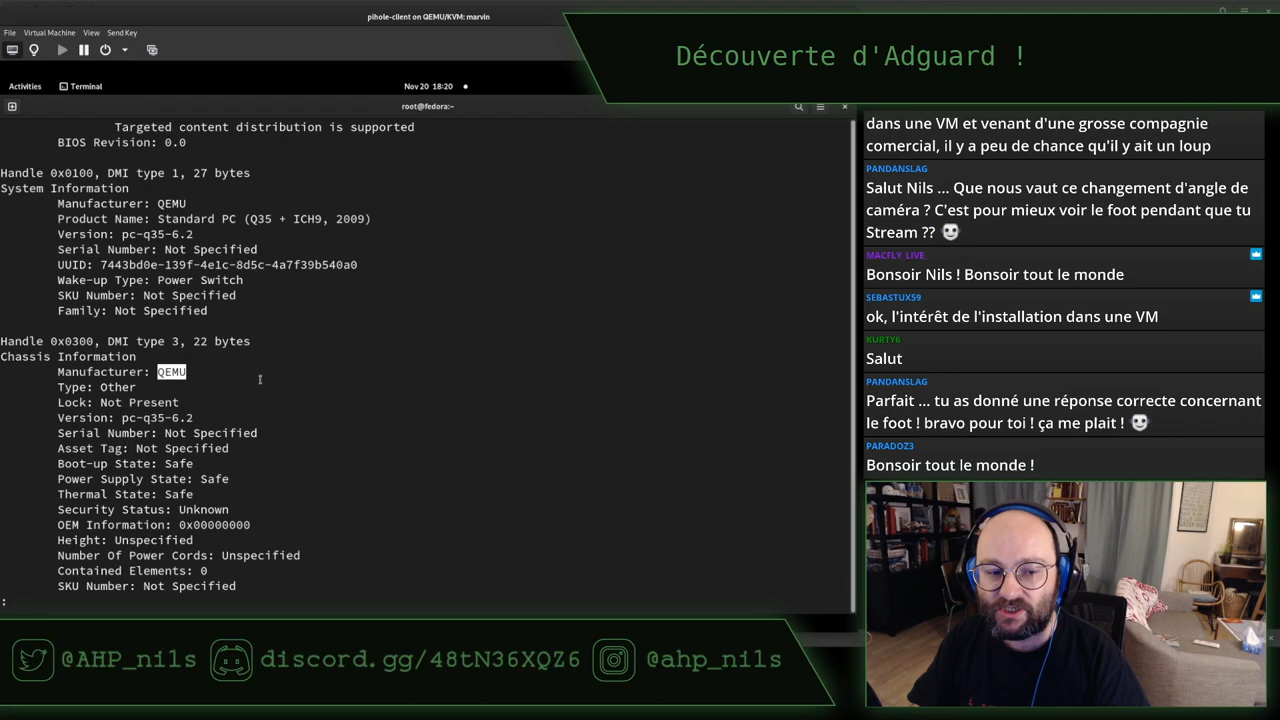 pihole-client on QEMU/KVM: marvin
File Virtual Machine View Send Key
Activities Terminal Nov 20 18:20
root@fedora:~
Targeted content distribution is supported
BIOS Revision: 0.0
Handle 0x0100, DMI type 1, 27 bytes
System Information
Manufacturer: QEMU
Product Name: Standard PC (Q35 + ICH9, 2009)
Version: pc-q35-6.2
Serial Number: Not Specified
UUID: 7443bd0e-139f-4e1c-8d5c-4a7f39b540a0
Wake-up Type: Power Switch
SKU Number: Not Specified
Family: Not Specified
Handle 0x0300, DMI type 3, 22 bytes
Chassis Information
Manufacturer: QEMU
Type: Other
Lock: Not Present
Version: pc-q35-6.2
Serial Number: Not Specified
Asset Tag: Not Specified
Boot-up State: Safe
Power Supply State: Safe
Thermal State: Safe
Security Status: Unknown
OEM Information: 0x00000000
Height: Unspecified
Number Of Power Cords: Unspecified
Contained Elements: 0
SKU Number: Not Specified
:
Découverte d'Adguard !
dans une VM et venant d'une grosse compagnie
comercial, il y a peu de chance qu'il y ait un loup
PANDANSLAG
Salut Nils ... Que nous vaut ce changement d'angle de
caméra ? C'est pour mieux voir le foot pendant que tu
Stream ??
MACFLY_LIVE_
Bonsoir Nils ! Bonsoir tout le monde
SEBASTUX59
ok, l'intérêt de l'installation dans une VM
KURTY6
Salut
PANDANSLAG
Parfait ... tu as donné une réponse correcte concernant
le foot ! bravo pour toi ! ça me plait !
PARADOZ3
Bonsoir tout le monde !
@AHP_nils discord.gg/48tN36XQZ6 @ahp_nils